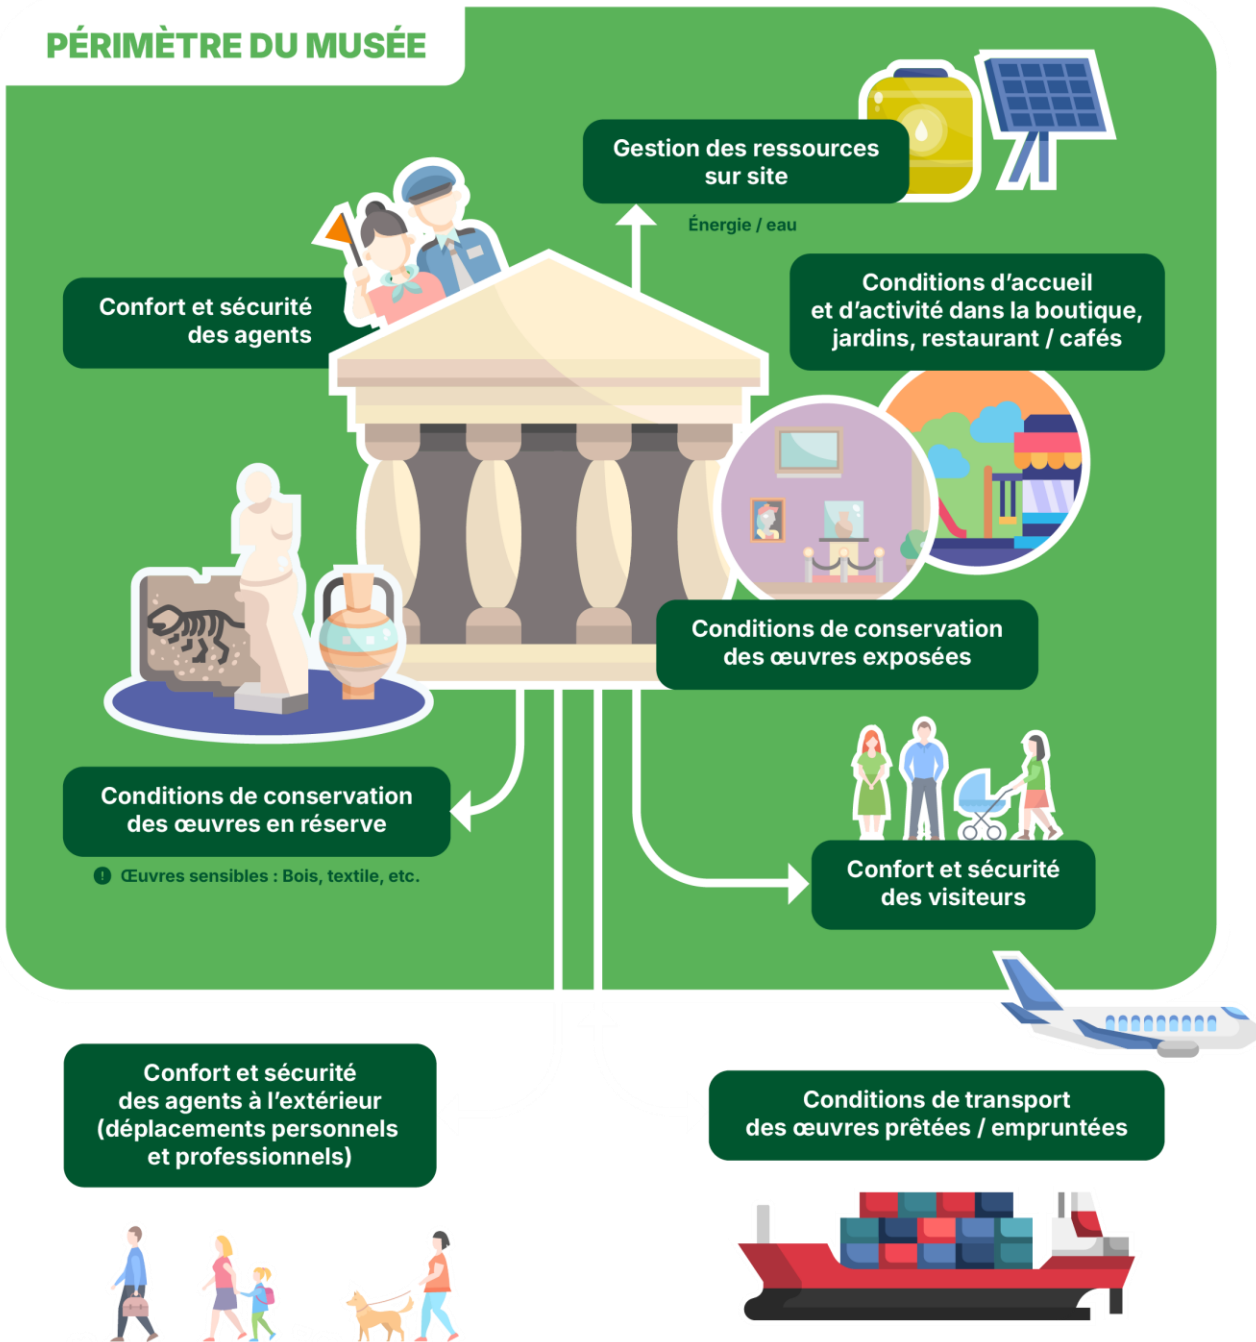 PÉRIMÈTRE DU MUSÉE
Gestion des ressources
sur site
Énergie / eau
Confort et sécurité
des agents
Conditions d’accueil
et d’activité dans la boutique,
jardins, restaurant / cafés
Conditions de conservation
des œuvres exposées
Conditions de conservation
des œuvres en réserve
! Œuvres sensibles : Bois, textile, etc.
Confort et sécurité
des visiteurs
Confort et sécurité
des agents à l’extérieur
(déplacements personnels
et professionnels)
Conditions de transport
des œuvres prêtées / empruntées